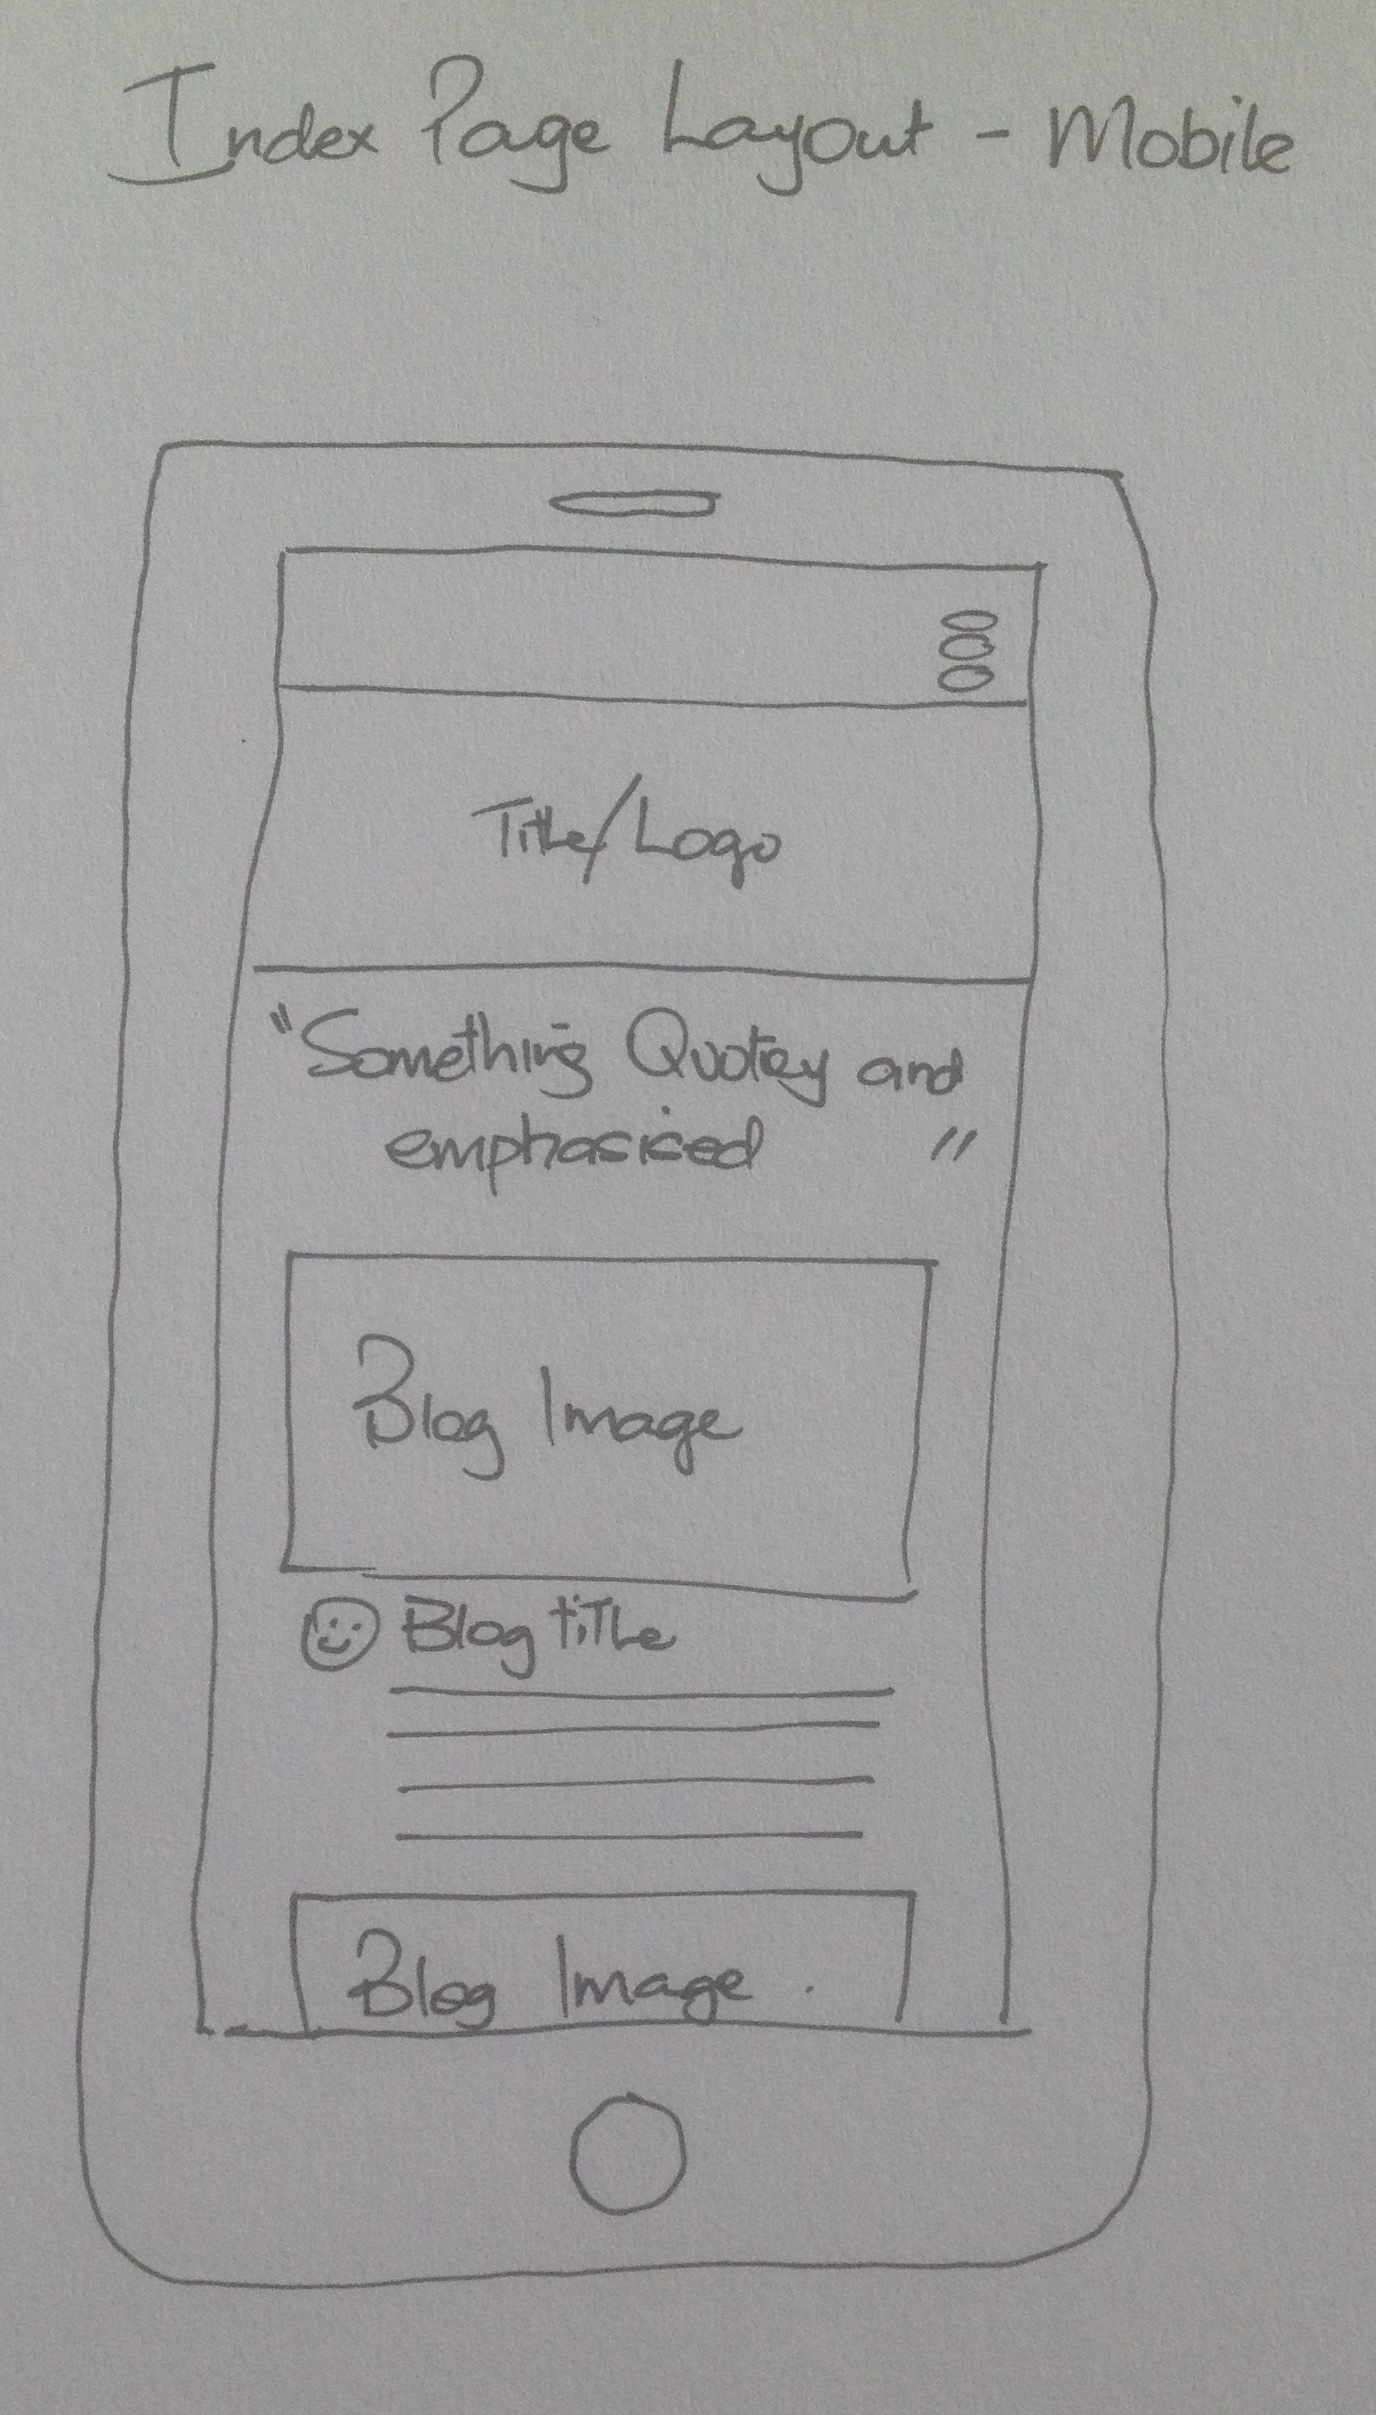 Index Page Layout - Mobile
Title/Logo
"Something Quotey and
emphasised "
Blog Image
Blog title
Blog Image .